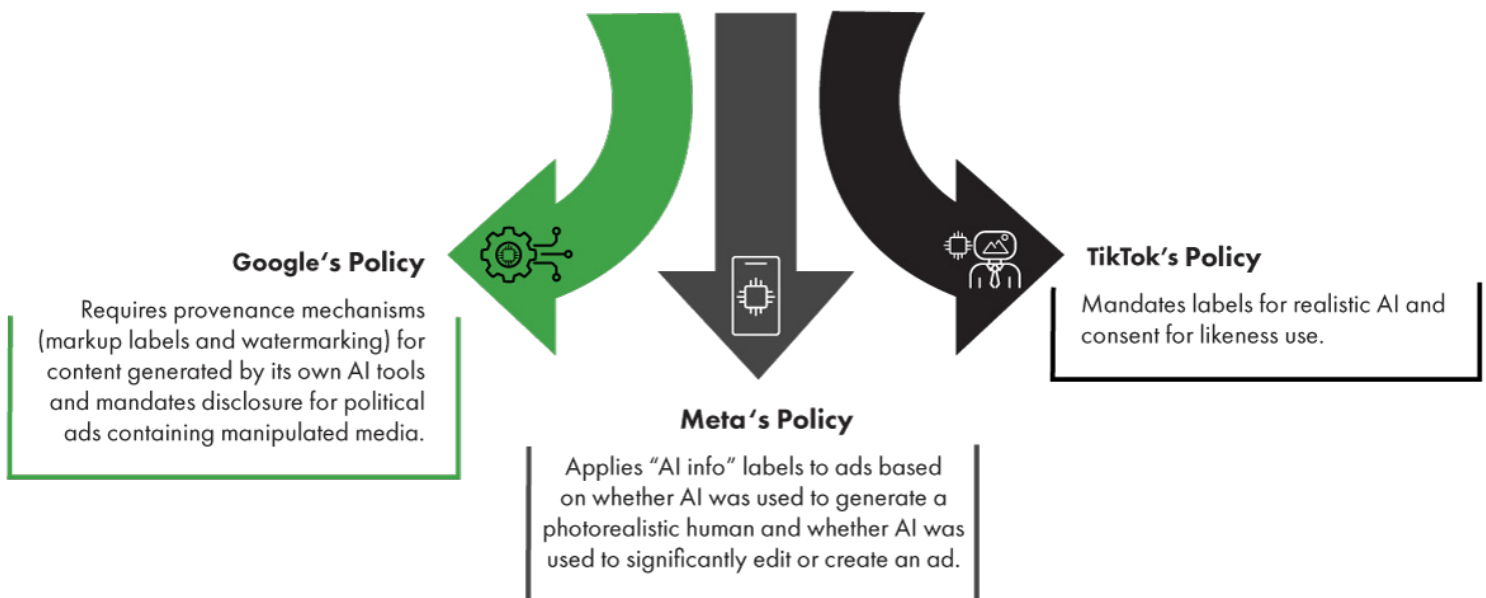 Google‘s Policy
Requires provenance mechanisms
(markup labels and watermarking) for
content generated by its own AI tools
and mandates disclosure for political
ads containing manipulated media.
Meta‘s Policy
Applies “AI info” labels to ads based
on whether AI was used to generate a
photorealistic human and whether AI was
used to significantly edit or create an ad.
TikTok’s Policy
Mandates labels for realistic AI and
consent for likeness use.